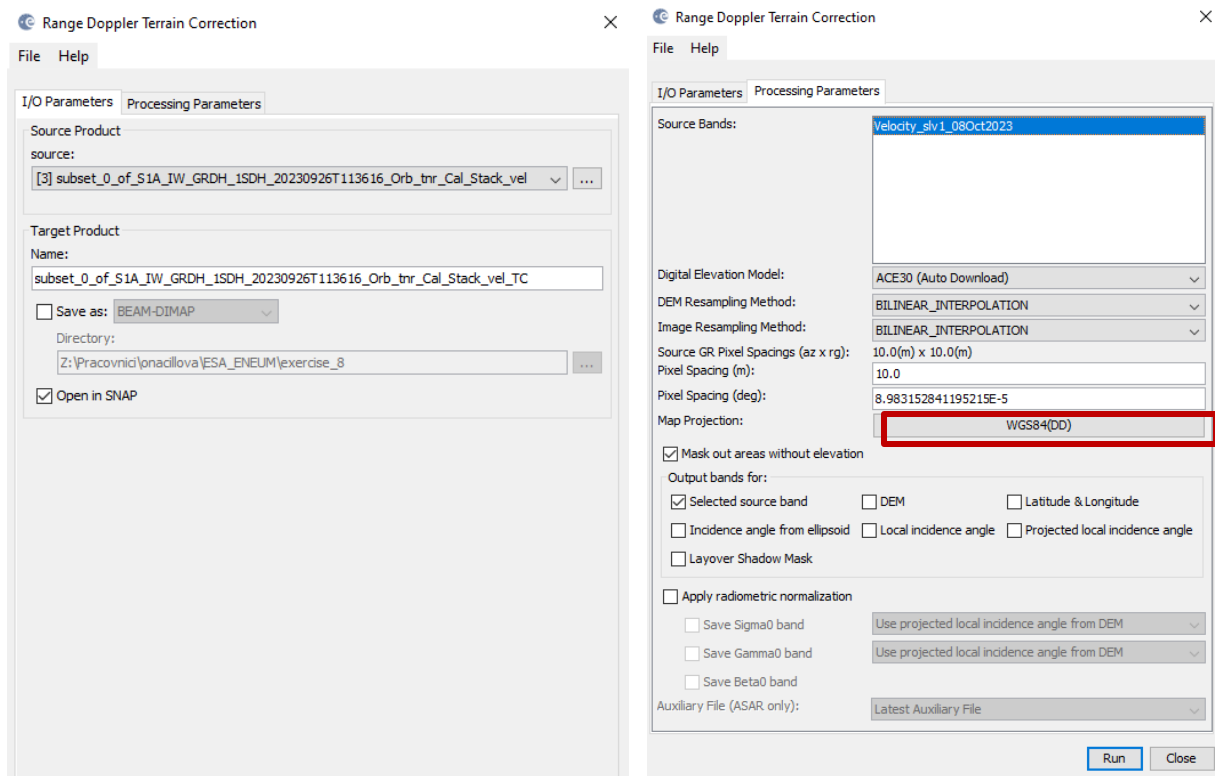 Range Doppler Terrain Correction
File Help
I/O Parameters Processing Parameters
Source Product
source:
[3] subset_0_of_S1A_IW_GRDH_1SDH_20230926T113616_Orb_tnr_Cal_Stack_vel ...
Target Product
Name:
subset_0_of_S1A_IW_GRDH_1SDH_20230926T113616_Orb_tnr_Cal_Stack_vel_TC
Save as: BEAM-DIMAP
Directory:
Z:\Pracovnici\onacillova\ESA_ENEUM\exercise_8 ...
Open in SNAP
Range Doppler Terrain Correction
File Help
I/O Parameters Processing Parameters
Source Bands: Velocity_slv1_08Oct2023
Digital Elevation Model: ACE30 (Auto Download)
DEM Resampling Method: BILINEAR_INTERPOLATION
Image Resampling Method: BILINEAR_INTERPOLATION
Source GR Pixel Spacings (az x rg): 10.0(m) x 10.0(m)
Pixel Spacing (m): 10.0
Pixel Spacing (deg): 8.983152841195215E-5
Map Projection: WGS84(DD)
Mask out areas without elevation
Output bands for:
Selected source band DEM Latitude & Longitude
Incidence angle from ellipsoid Local incidence angle Projected local incidence angle
Layover Shadow Mask
Apply radiometric normalization
Save Sigma0 band Use projected local incidence angle from DEM
Save Gamma0 band Use projected local incidence angle from DEM
Save Beta0 band
Auxiliary File (ASAR only): Latest Auxiliary File
Run Close